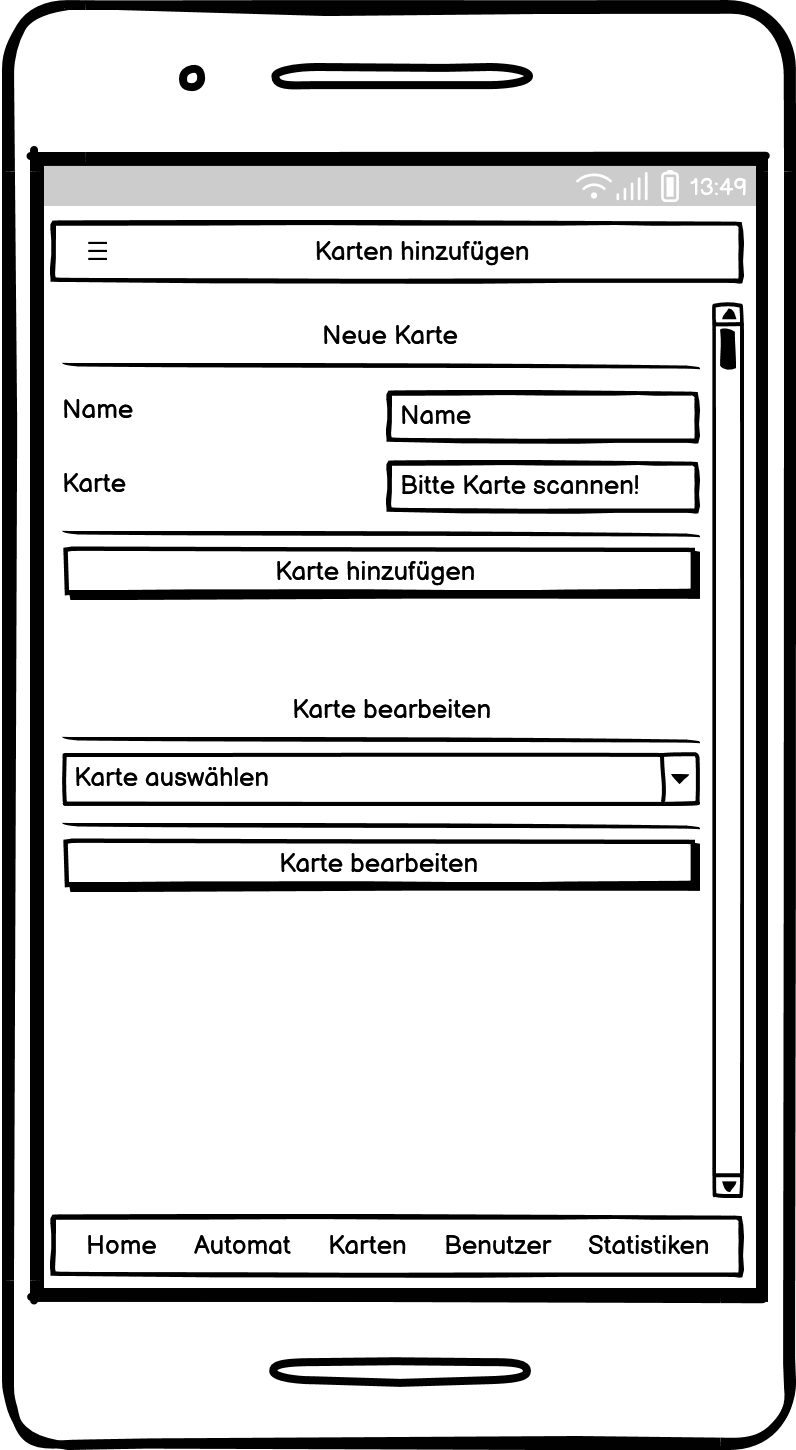 13:49
☰ Karten hinzufügen
Neue Karte
Name Name
Karte Bitte Karte scannen!
Karte hinzufügen
Karte bearbeiten
Karte auswählen
Karte bearbeiten
Home Automat Karten Benutzer Statistiken